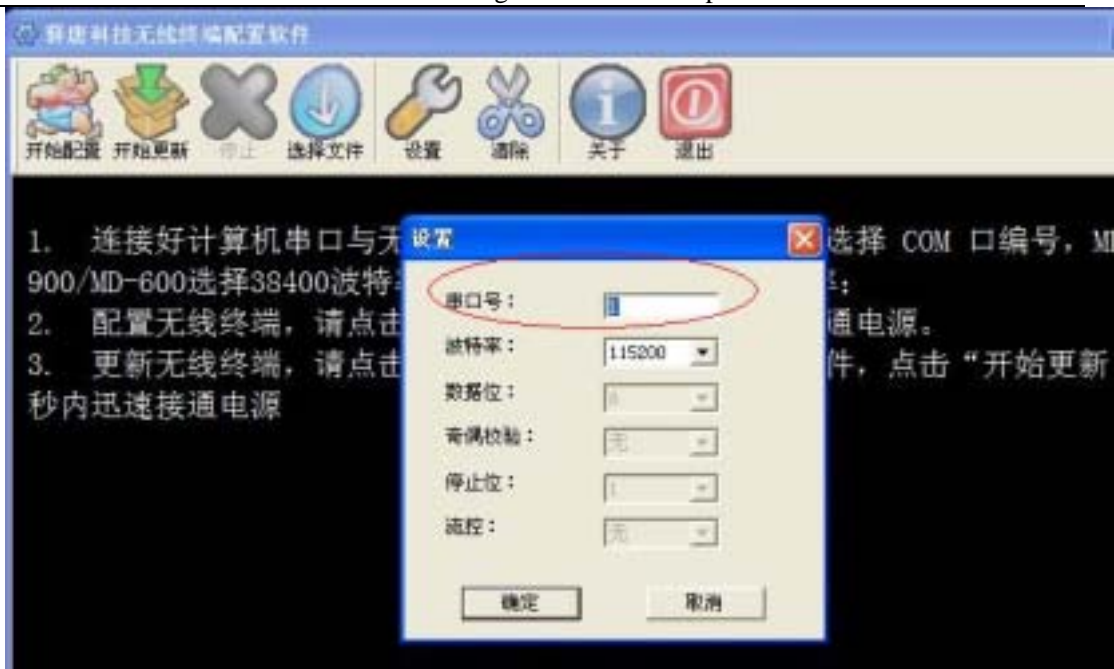 科技无线终端配置软件
开始配置 开始更新 停止 选择文件 设置 清除 关于 退出
1. 连接好计算机串口与无 选择 COM 口编号，M
900/MD-600选择38400波特
2. 配置无线终端，请点击 通电源。
3. 更新无线终端，请点击 件，点击“开始更新
秒内迅速接通电源
设置
串口号： 1
波特率： 115200
数据位： 8
奇偶校验： 无
停止位： 1
流控： 无
确定 取消